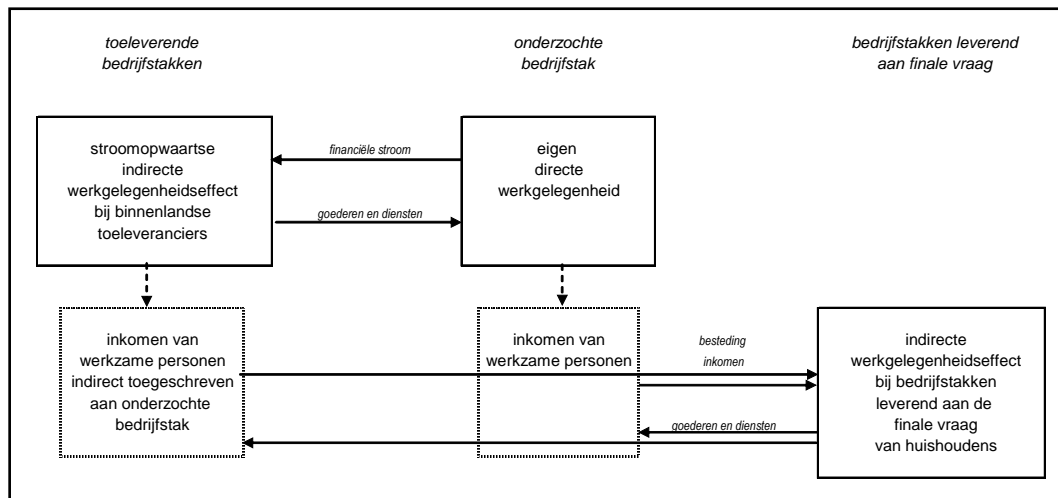 toeleverende
bedrijfstakken
onderzochte
bedrijfstak
bedrijfstakken leverend
aan finale vraag
stroomopwaartse
indirecte
werkgelegenheidseffect
bij binnenlandse
toeleveranciers
financiële stroom
goederen en diensten
eigen
directe
werkgelegenheid
inkomen van
werkzame personen
indirect toegeschreven
aan onderzochte
bedrijfstak
inkomen van
werkzame personen
besteding
inkomen
goederen en diensten
indirecte
werkgelegenheidseffect
bij bedrijfstakken
leverend aan de
finale vraag
van huishoudens